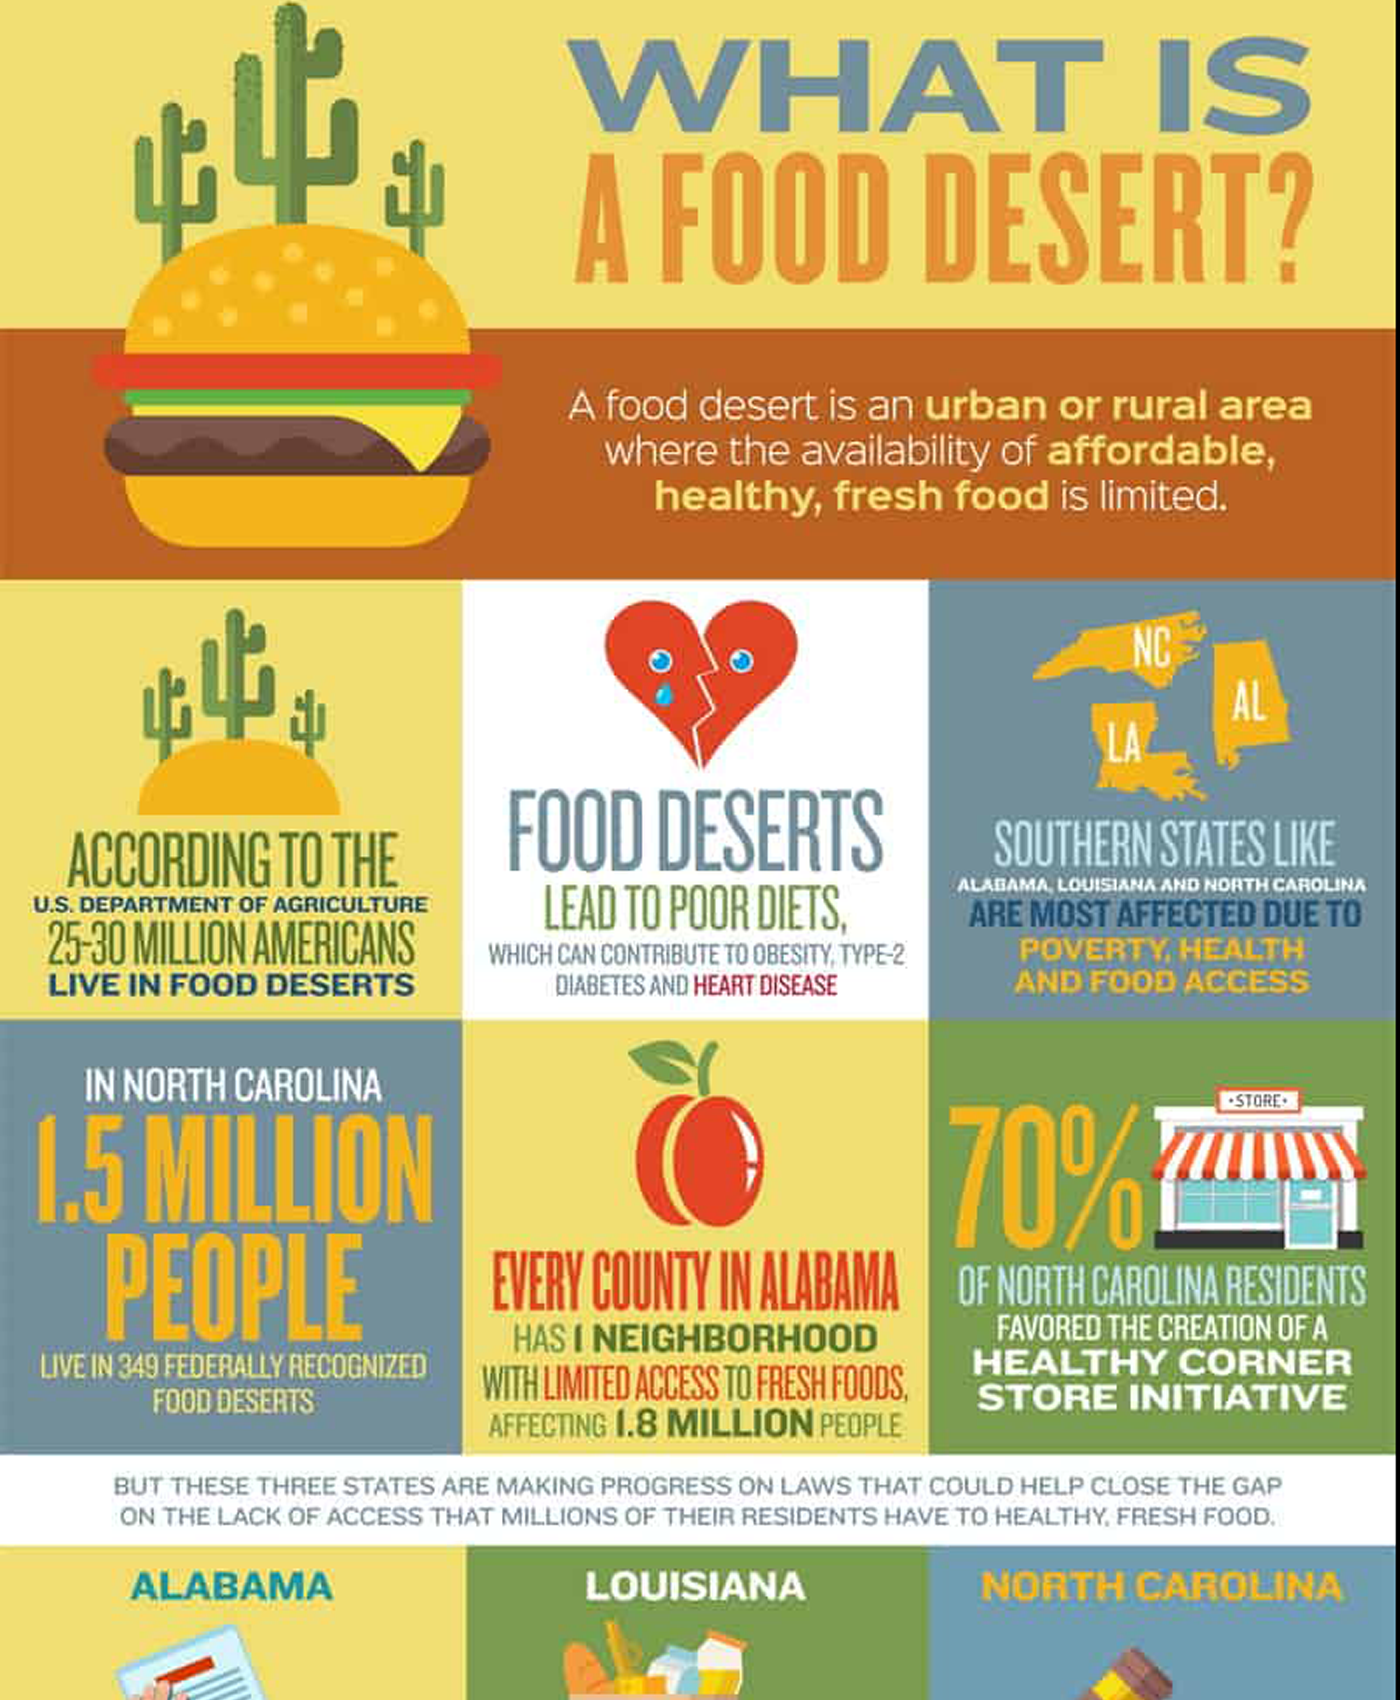 WHAT IS
A FOOD DESERT?
A food desert is an urban or rural area
where the availability of affordable,
healthy, fresh food is limited.
ACCORDING TO THE
U.S. DEPARTMENT OF AGRICULTURE
25-30 MILLION AMERICANS
LIVE IN FOOD DESERTS
FOOD DESERTS
LEAD TO POOR DIETS,
WHICH CAN CONTRIBUTE TO OBESITY, TYPE-2
DIABETES AND HEART DISEASE
NC
AL
LA
SOUTHERN STATES LIKE
ALABAMA, LOUISIANA AND NORTH CAROLINA
ARE MOST AFFECTED DUE TO
POVERTY, HEALTH
AND FOOD ACCESS
IN NORTH CAROLINA
1.5 MILLION
PEOPLE
LIVE IN 349 FEDERALLY RECOGNIZED
FOOD DESERTS
EVERY COUNTY IN ALABAMA
HAS 1 NEIGHBORHOOD
WITH LIMITED ACCESS TO FRESH FOODS,
AFFECTING 1.8 MILLION PEOPLE
·STORE·
70%
OF NORTH CAROLINA RESIDENTS
FAVORED THE CREATION OF A
HEALTHY CORNER
STORE INITIATIVE
BUT THESE THREE STATES ARE MAKING PROGRESS ON LAWS THAT COULD HELP CLOSE THE GAP
ON THE LACK OF ACCESS THAT MILLIONS OF THEIR RESIDENTS HAVE TO HEALTHY, FRESH FOOD.
ALABAMA
LOUISIANA
NORTH CAROLINA